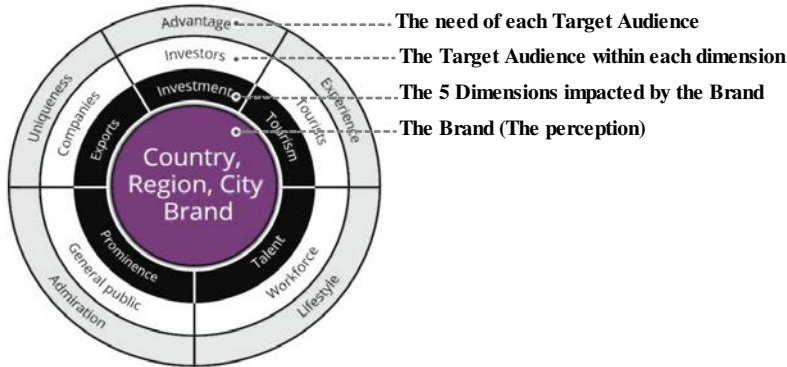 Advantage
The need of each Target Audience
Investors
The Target Audience within each dimension
Investment
The 5 Dimensions impacted by the Brand
The Brand (The perception)
Uniqueness
Companies
Exports
Tourism
Tourists
Experience
Country,
Region, City
Brand
Prominence
General public
Admiration
Talent
Workforce
Lifestyle